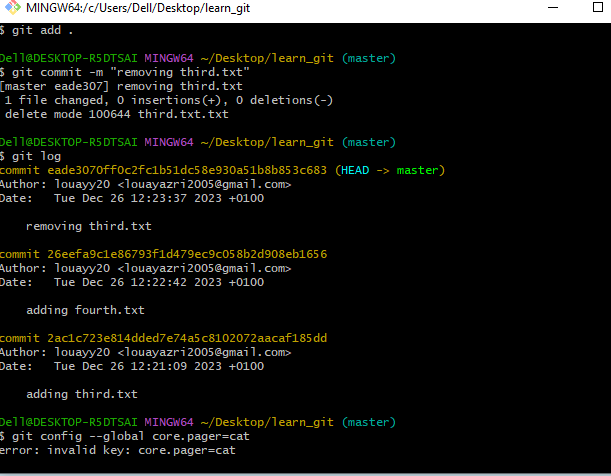 MINGW64:/c/Users/Dell/Desktop/learn_git
$ git add .
Dell@DESKTOP-R5DTSAI MINGW64 ~/Desktop/learn_git (master)
$ git commit -m "removing third.txt"
[master eade307] removing third.txt
1 file changed, 0 insertions(+), 0 deletions(-)
delete mode 100644 third.txt.txt
Dell@DESKTOP-R5DTSAI MINGW64 ~/Desktop/learn_git (master)
$ git log
commit eade3070ff0c2fc1b51dc58e930a51b8b853c683 (HEAD -> master)
Author: louayy20 <louayazri2005@gmail.com>
Date:   Tue Dec 26 12:23:37 2023 +0100
removing third.txt
commit 26eefa9c1e86793f1d479ec9c058b2d908eb1656
Author: louayy20 <louayazri2005@gmail.com>
Date:   Tue Dec 26 12:22:42 2023 +0100
adding fourth.txt
commit 2ac1c723e814dded7e74a5c8102072aacaf185dd
Author: louayy20 <louayazri2005@gmail.com>
Date:   Tue Dec 26 12:21:09 2023 +0100
adding third.txt
Dell@DESKTOP-R5DTSAI MINGW64 ~/Desktop/learn_git (master)
$ git config --global core.pager=cat
error: invalid key: core.pager=cat